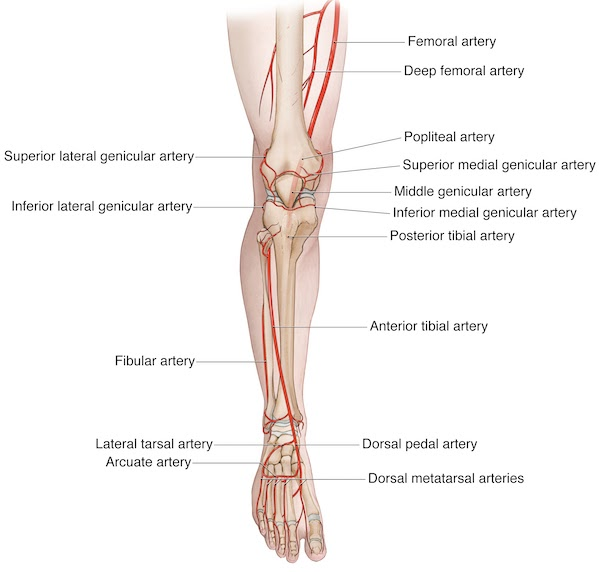 Femoral artery
Deep femoral artery
Popliteal artery
Superior lateral genicular artery
Superior medial genicular artery
Middle genicular artery
Inferior lateral genicular artery
Inferior medial genicular artery
Posterior tibial artery
Anterior tibial artery
Fibular artery
Lateral tarsal artery
Dorsal pedal artery
Arcuate artery
Dorsal metatarsal arteries